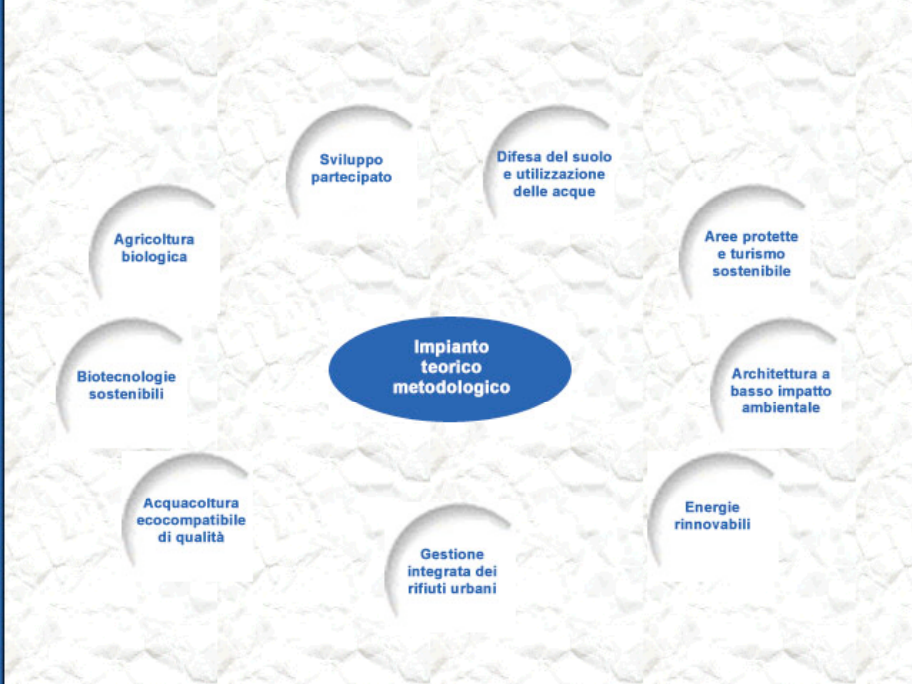 Sviluppo
partecipato
Difesa del suolo
e utilizzazione
delle acque
Agricoltura
biologica
Aree protette
e turismo
sostenibile
Impianto
teorico
metodologico
Biotecnologie
sostenibili
Architettura a
basso impatto
ambientale
Acquacoltura
ecocompatibile
di qualità
Energie
rinnovabili
Gestione
integrata dei
rifiuti urbani